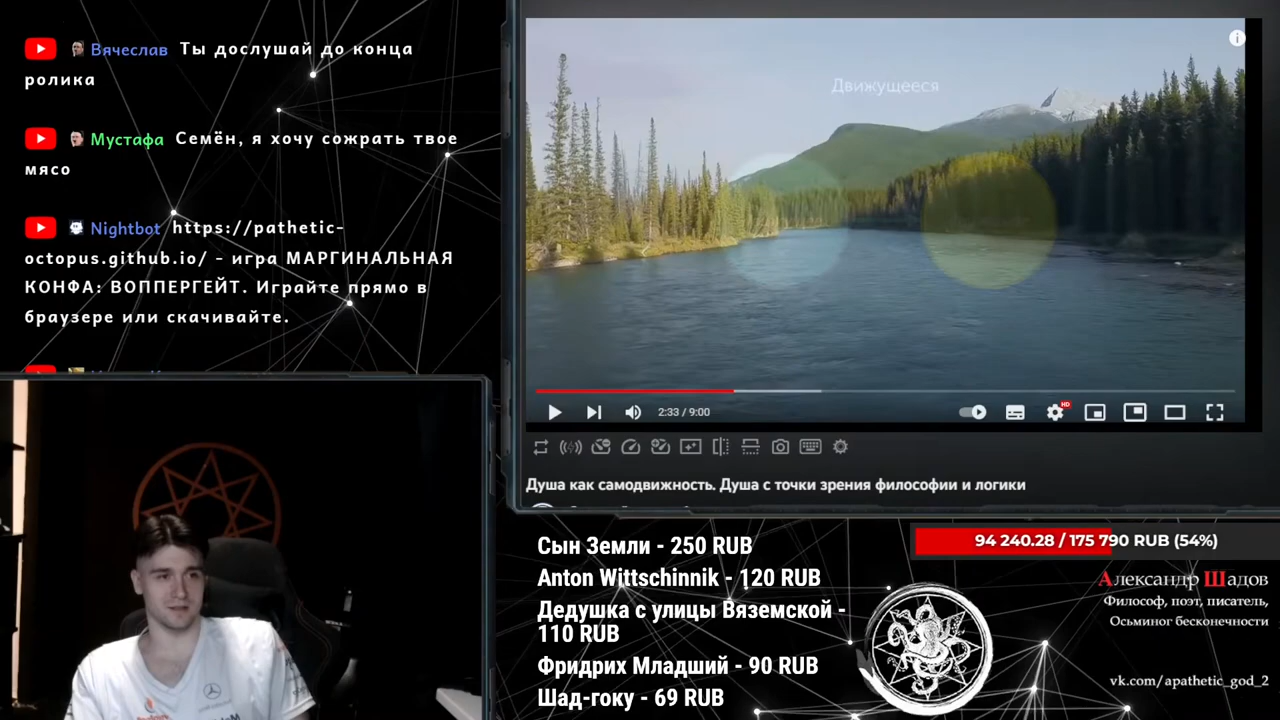 Вячеслав Ты дослушай до конца
ролика
Мустафа Семён, я хочу сожрать твое
мясо
Nightbot https://pathetic-
octopus.github.io/ - игра МАРГИНАЛЬНАЯ
КОНФА: ВОППЕРГЕЙТ. Играйте прямо в
браузере или скачивайте.
Движущееся
2:33 / 9:00
HD
Душа как самодвижность. Душа с точки зрения философии и логики
Сын Земли - 250 RUB
Anton Wittschinnik - 120 RUB
Дедушка с улицы Вяземской -
110 RUB
Фридрих Младший - 90 RUB
Шад-гоку - 69 RUB
94 240.28 / 175 790 RUB (54%)
Александр Шадов
Философ, поэт, писатель,
Осьминог бесконечности
vk.com/apathetic_god_2